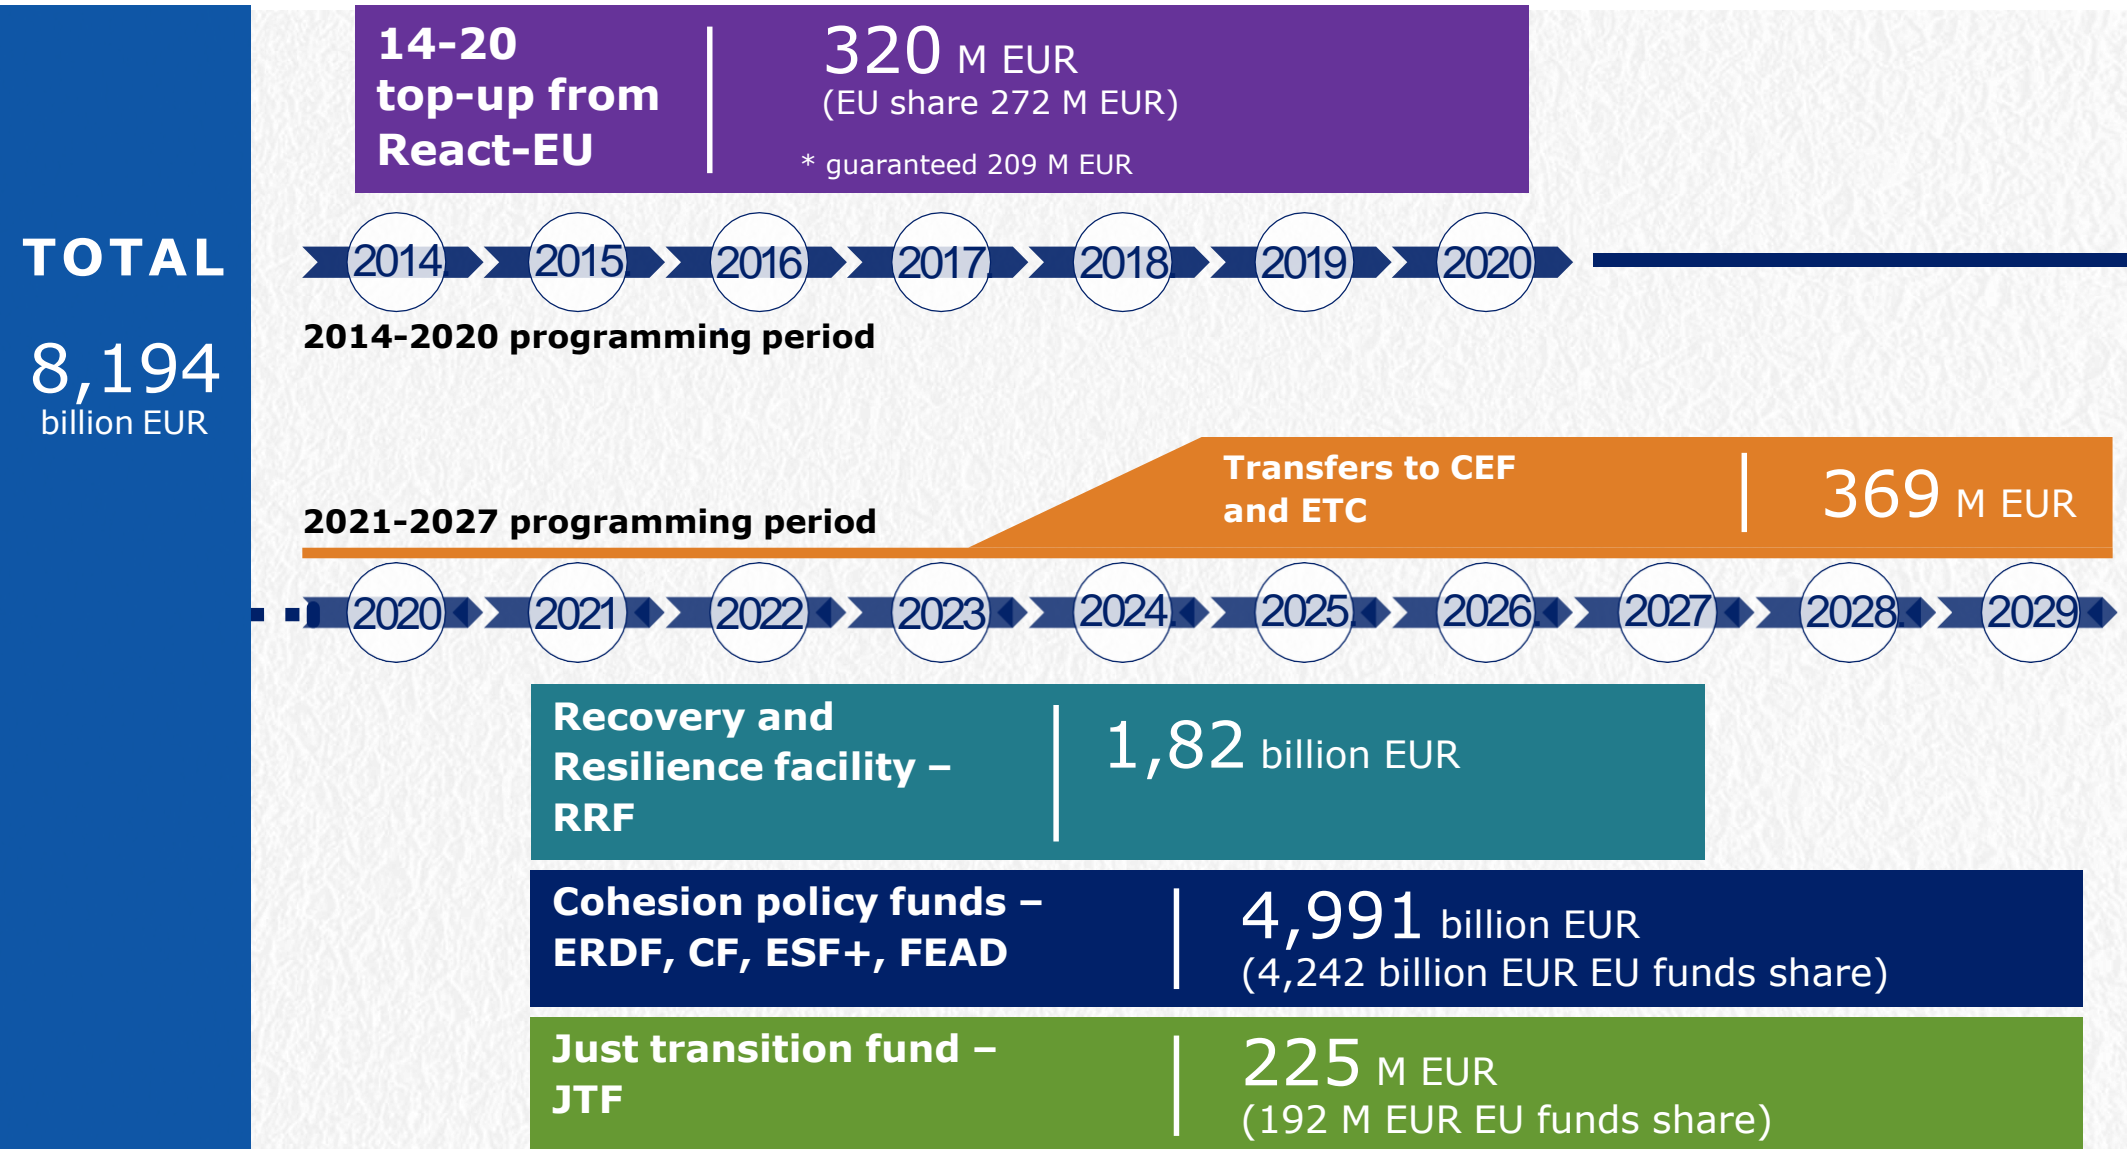 TOTAL
8,194
billion EUR
14-20
top-up from
React-EU
320 M EUR
(EU share 272 M EUR)
* guaranteed 209 M EUR
2014. 2015. 2016 2017. 2018 2019 2020
2014-2020 programming period
Transfers to CEF
and ETC
369 M EUR
2021-2027 programming period
2020 2021 2022 2023 2024. 2025. 2026. 2027 2028. 2029
Recovery and
Resilience facility –
RRF
1,82 billion EUR
Cohesion policy funds –
ERDF, CF, ESF+, FEAD
4,991 billion EUR
(4,242 billion EUR EU funds share)
Just transition fund –
JTF
225 M EUR
(192 M EUR EU funds share)